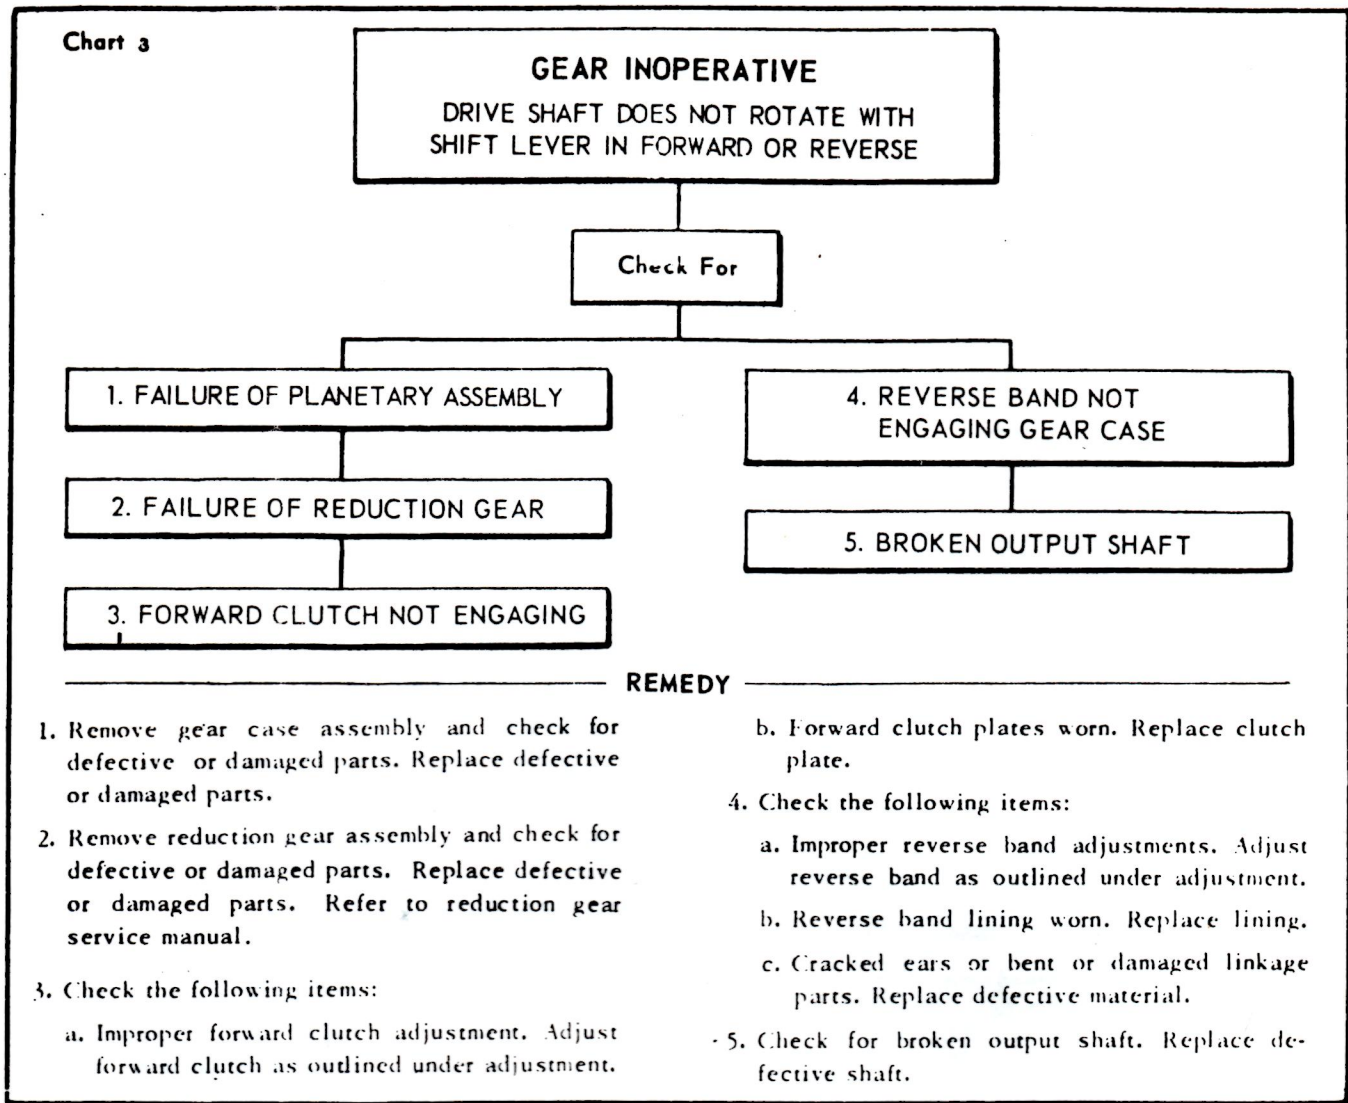 Chart 3
GEAR INOPERATIVE
DRIVE SHAFT DOES NOT ROTATE WITH
SHIFT LEVER IN FORWARD OR REVERSE
Check For
1. FAILURE OF PLANETARY ASSEMBLY
2. FAILURE OF REDUCTION GEAR
3. FORWARD CLUTCH NOT ENGAGING
4. REVERSE BAND NOT
ENGAGING GEAR CASE
5. BROKEN OUTPUT SHAFT
REMEDY
1. Remove gear case assembly and check for
defective or damaged parts. Replace defective
or damaged parts.
2. Remove reduction gear assembly and check for
defective or damaged parts. Replace defective
or damaged parts. Refer to reduction gear
service manual.
3. Check the following items:
a. Improper forward clutch adjustment. Adjust
forward clutch as outlined under adjustment.
b. Forward clutch plates worn. Replace clutch
plate.
4. Check the following items:
a. Improper reverse band adjustments. Adjust
reverse band as outlined under adjustment.
b. Reverse band lining worn. Replace lining.
c. Cracked ears or bent or damaged linkage
parts. Replace defective material.
5. Check for broken output shaft. Replace de-
fective shaft.